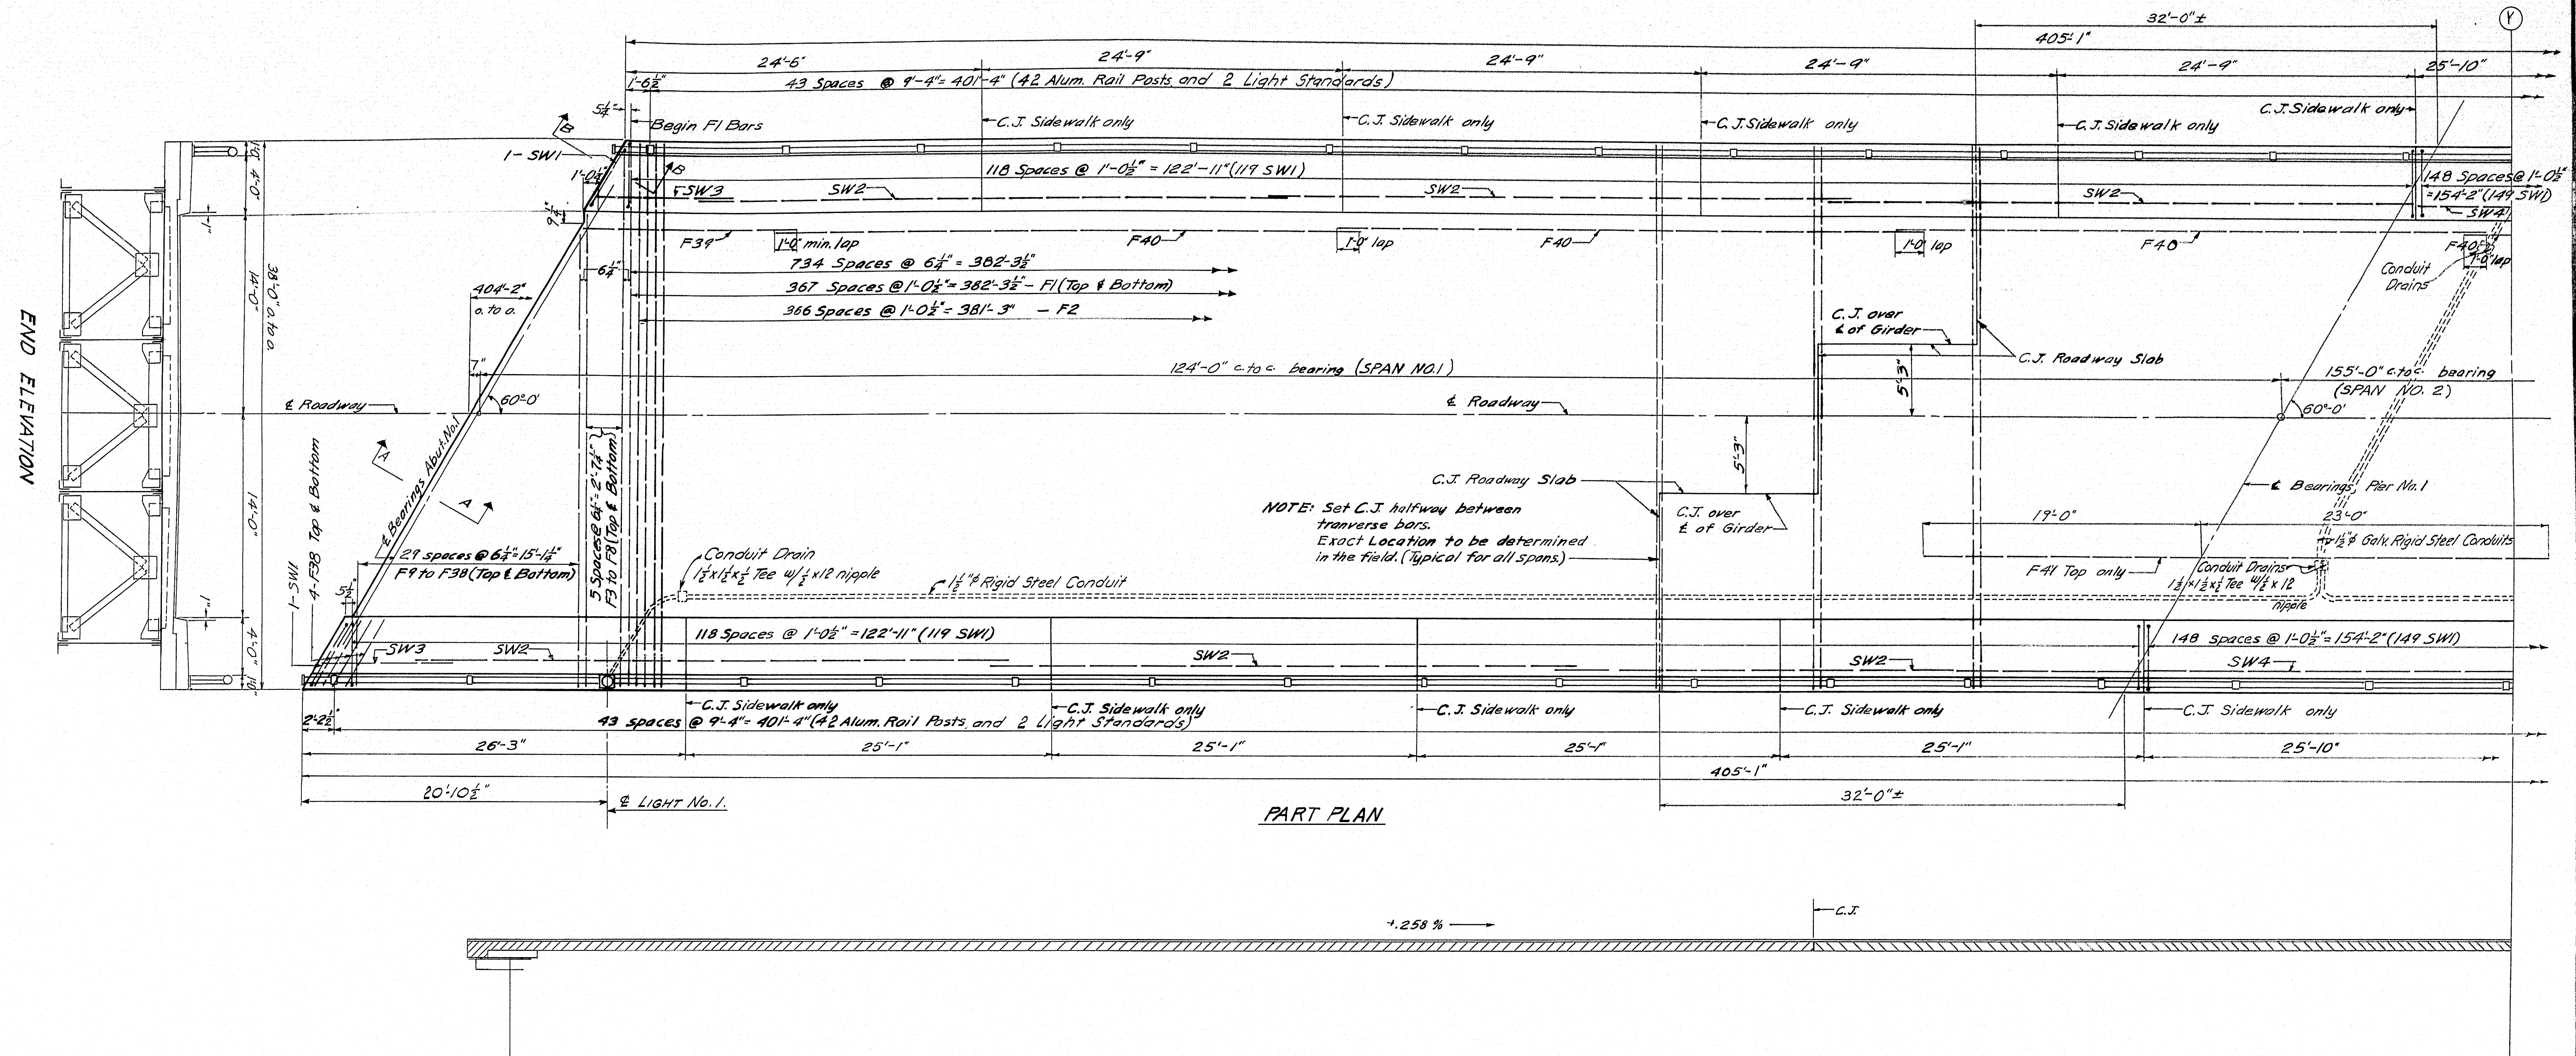 Y
32'-0"±
405'-1"
24'-6"
24'-9"
24'-9"
24'-9"
24'-9"
25'-10"
1'-6½"
43 Spaces @ 9'-4" = 401'-4" (42 Alum. Rail Posts, and 2 Light Standards)
5¼"
Begin F1 Bars
C.J. Sidewalk only
C.J. Sidewalk only
C.J. Sidewalk only
C.J. Sidewalk only
C.J. Sidewalk only
B
1-SW1
B
1'-0½"
118 Spaces @ 1'-0½" = 122'-11" (119 SW1)
148 Spaces @ 1'-0½"
=154'-2" (149 SW1)
SW3
SW2
SW2
SW2
SW4
1'-0"
4'-0"
1"
14'-0"
38'-0" o. to o.
14'-0"
1"
4'-0"
1'-0"
END ELEVATION
9¼"
F39
1'-0" min. lap
F40
1'-0" lap
F40
1'-0" lap
F40
F40
1'-0" lap
Conduit
Drains
6¼"
734 Spaces @ 6¼" = 382'-3½"
367 Spaces @ 1'-0½" = 382'-3½" - F1 (Top & Bottom)
366 Spaces @ 1'-0½" = 381'-3" - F2
404'-2"
o. to o.
C.J. over
℄ of Girder
C.J. Roadway Slab
7"
124'-0" c. to c. bearing (SPAN NO.1)
5'-3"
155'-0" c. to c. bearing
(SPAN NO. 2)
℄ Roadway
60°-0'
℄ Roadway
60°-0'
℄ Bearings Abut. No.1
A
A
5 Spaces @ 6¼" = 2'-7¼"
F3 to F8 (Top & Bottom)
5'-3"
C.J. Roadway Slab
℄ Bearings, Pier No.1
NOTE: Set C.J. halfway between
tranverse bars.
Exact Location to be determined
in the field. (Typical for all spans.)
C.J. over
℄ of Girder
19'-0"
23'-0"
1½"ø Galv. Rigid Steel Conduits
4-F38 Top & Bottom
1-SW1
29 spaces @ 6¼" = 15'-1¼"
F9 to F38 (Top & Bottom)
5½"
Conduit Drain
1½x1½x½ Tee w/½x12 nipple
1½"ø Rigid Steel Conduit
F41 Top only
Conduit Drains
1½x1½x½ Tee w/½x12
nipple
118 Spaces @ 1'-0½" = 122'-11" (119 SW1)
148 spaces @ 1'-0½" = 154'-2" (149 SW1)
SW3
SW2
SW2
SW2
SW4
C.J. Sidewalk only
C.J. Sidewalk only
C.J. Sidewalk only
C.J. Sidewalk only
C.J. Sidewalk only
2'-2½"
43 spaces @ 9'-4" = 401'-4" (42 Alum. Rail Posts, and 2 Light Standards)
26'-3"
25'-1"
25'-1"
25'-1"
25'-1"
25'-10"
405'-1"
20'-10½"
℄ LIGHT No. 1.
32'-0"±
PART PLAN
+.258 %
C.J.